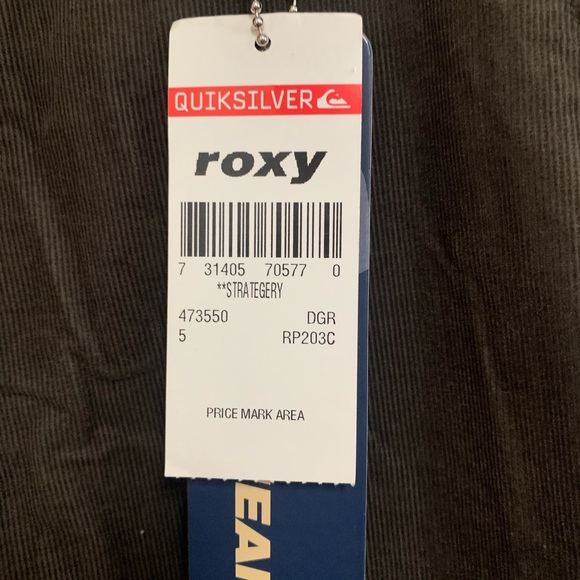 QUIKSILVER
roxy
7 31405 70577 0
**STRATEGERY
473550 DGR
5 RP203C
PRICE MARK AREA